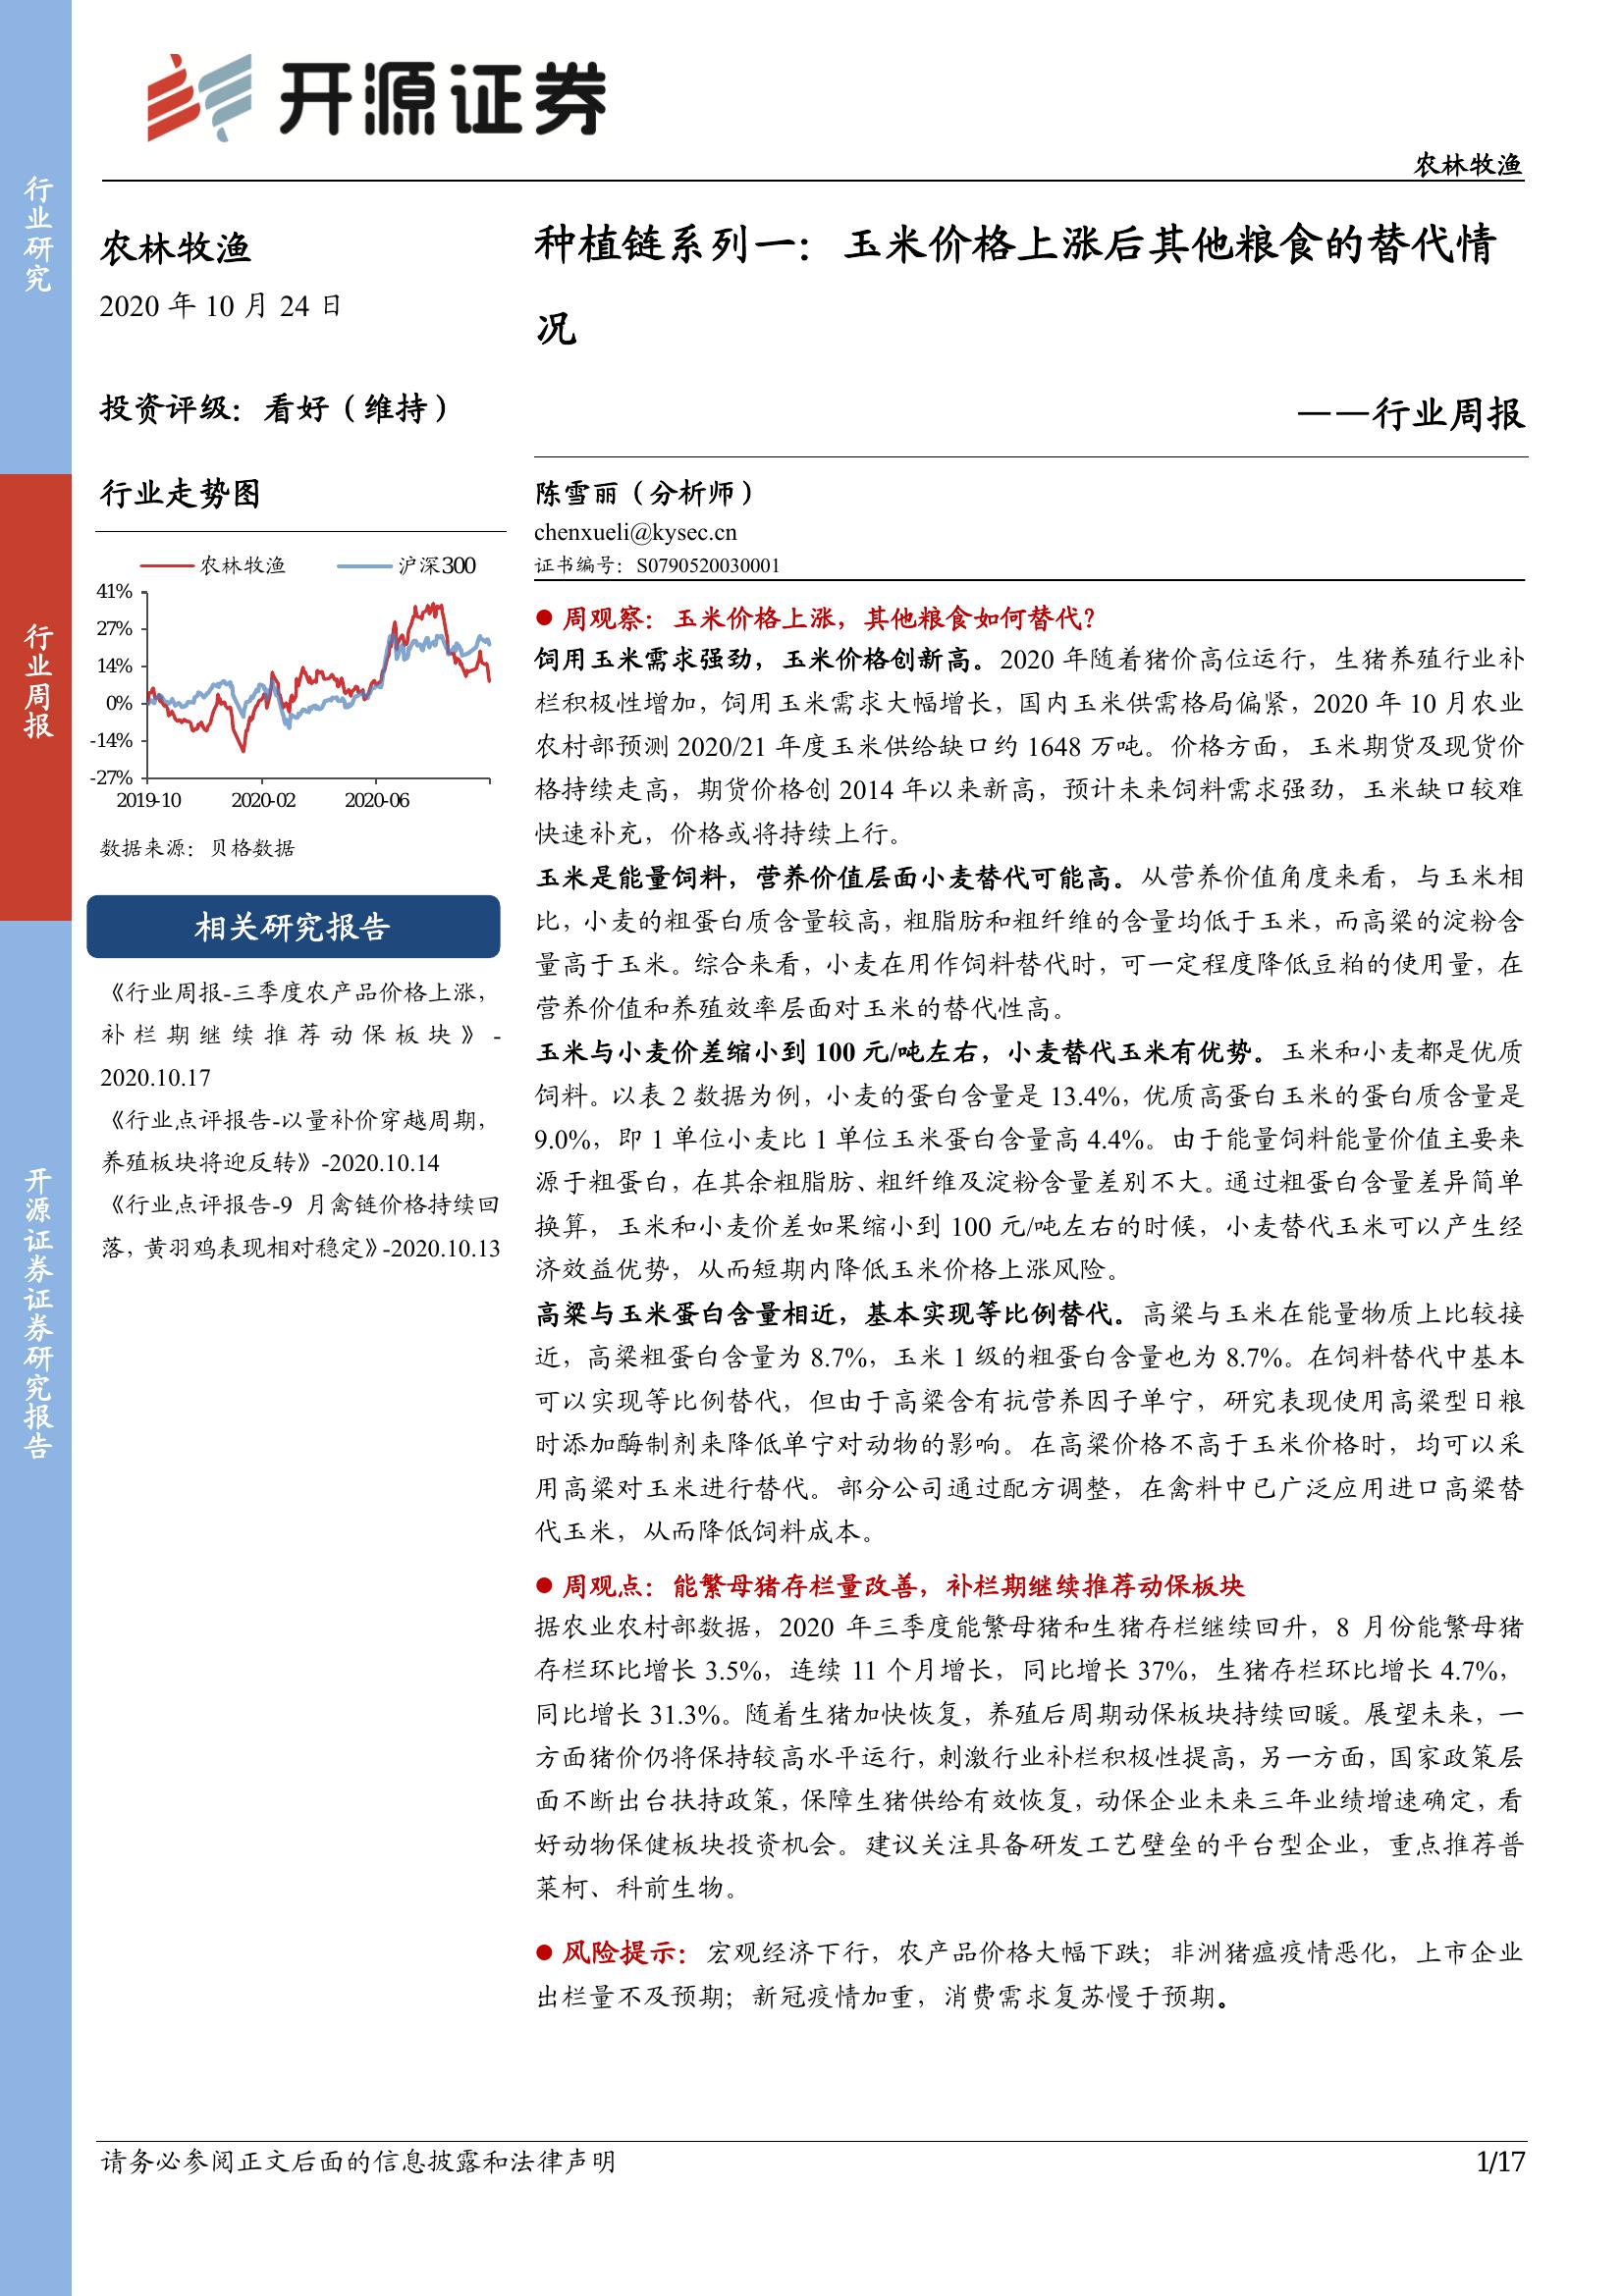 开源证券
农林牧渔
行业研究
行业周报
开源证券证券研究报告
农林牧渔
2020 年 10 月 24 日
投资评级：看好（维持）
行业走势图
农林牧渔
沪深300
41%
27%
14%
0%
-14%
-27%
2019-10
2020-02
2020-06
数据来源：贝格数据
相关研究报告
《行业周报-三季度农产品价格上涨，
补栏期继续推荐动保板块》-
2020.10.17
《行业点评报告-以量补价穿越周期，
养殖板块将迎反转》-2020.10.14
《行业点评报告-9 月禽链价格持续回
落，黄羽鸡表现相对稳定》-2020.10.13
种植链系列一：玉米价格上涨后其他粮食的替代情
况
——行业周报
陈雪丽（分析师）
chenxueli@kysec.cn
证书编号：S0790520030001
● 周观察：玉米价格上涨，其他粮食如何替代？
饲用玉米需求强劲，玉米价格创新高。2020 年随着猪价高位运行，生猪养殖行业补
栏积极性增加，饲用玉米需求大幅增长，国内玉米供需格局偏紧，2020 年 10 月农业
农村部预测 2020/21 年度玉米供给缺口约 1648 万吨。价格方面，玉米期货及现货价
格持续走高，期货价格创 2014 年以来新高，预计未来饲料需求强劲，玉米缺口较难
快速补充，价格或将持续上行。
玉米是能量饲料，营养价值层面小麦替代可能高。从营养价值角度来看，与玉米相
比，小麦的粗蛋白质含量较高，粗脂肪和粗纤维的含量均低于玉米，而高粱的淀粉含
量高于玉米。综合来看，小麦在用作饲料替代时，可一定程度降低豆粕的使用量，在
营养价值和养殖效率层面对玉米的替代性高。
玉米与小麦价差缩小到 100 元/吨左右，小麦替代玉米有优势。玉米和小麦都是优质
饲料。以表 2 数据为例，小麦的蛋白含量是 13.4%，优质高蛋白玉米的蛋白质含量是
9.0%，即 1 单位小麦比 1 单位玉米蛋白含量高 4.4%。由于能量饲料能量价值主要来
源于粗蛋白，在其余粗脂肪、粗纤维及淀粉含量差别不大。通过粗蛋白含量差异简单
换算，玉米和小麦价差如果缩小到 100 元/吨左右的时候，小麦替代玉米可以产生经
济效益优势，从而短期内降低玉米价格上涨风险。
高粱与玉米蛋白含量相近，基本实现等比例替代。高粱与玉米在能量物质上比较接
近，高粱粗蛋白含量为 8.7%，玉米 1 级的粗蛋白含量也为 8.7%。在饲料替代中基本
可以实现等比例替代，但由于高粱含有抗营养因子单宁，研究表现使用高粱型日粮
时添加酶制剂来降低单宁对动物的影响。在高粱价格不高于玉米价格时，均可以采
用高粱对玉米进行替代。部分公司通过配方调整，在禽料中已广泛应用进口高粱替
代玉米，从而降低饲料成本。
● 周观点：能繁母猪存栏量改善，补栏期继续推荐动保板块
据农业农村部数据，2020 年三季度能繁母猪和生猪存栏继续回升，8 月份能繁母猪
存栏环比增长 3.5%，连续 11 个月增长，同比增长 37%，生猪存栏环比增长 4.7%，
同比增长 31.3%。随着生猪加快恢复，养殖后周期动保板块持续回暖。展望未来，一
方面猪价仍将保持较高水平运行，刺激行业补栏积极性提高，另一方面，国家政策层
面不断出台扶持政策，保障生猪供给有效恢复，动保企业未来三年业绩增速确定，看
好动物保健板块投资机会。建议关注具备研发工艺壁垒的平台型企业，重点推荐普
莱柯、科前生物。
● 风险提示：宏观经济下行，农产品价格大幅下跌；非洲猪瘟疫情恶化，上市企业
出栏量不及预期；新冠疫情加重，消费需求复苏慢于预期。
请务必参阅正文后面的信息披露和法律声明
1/17